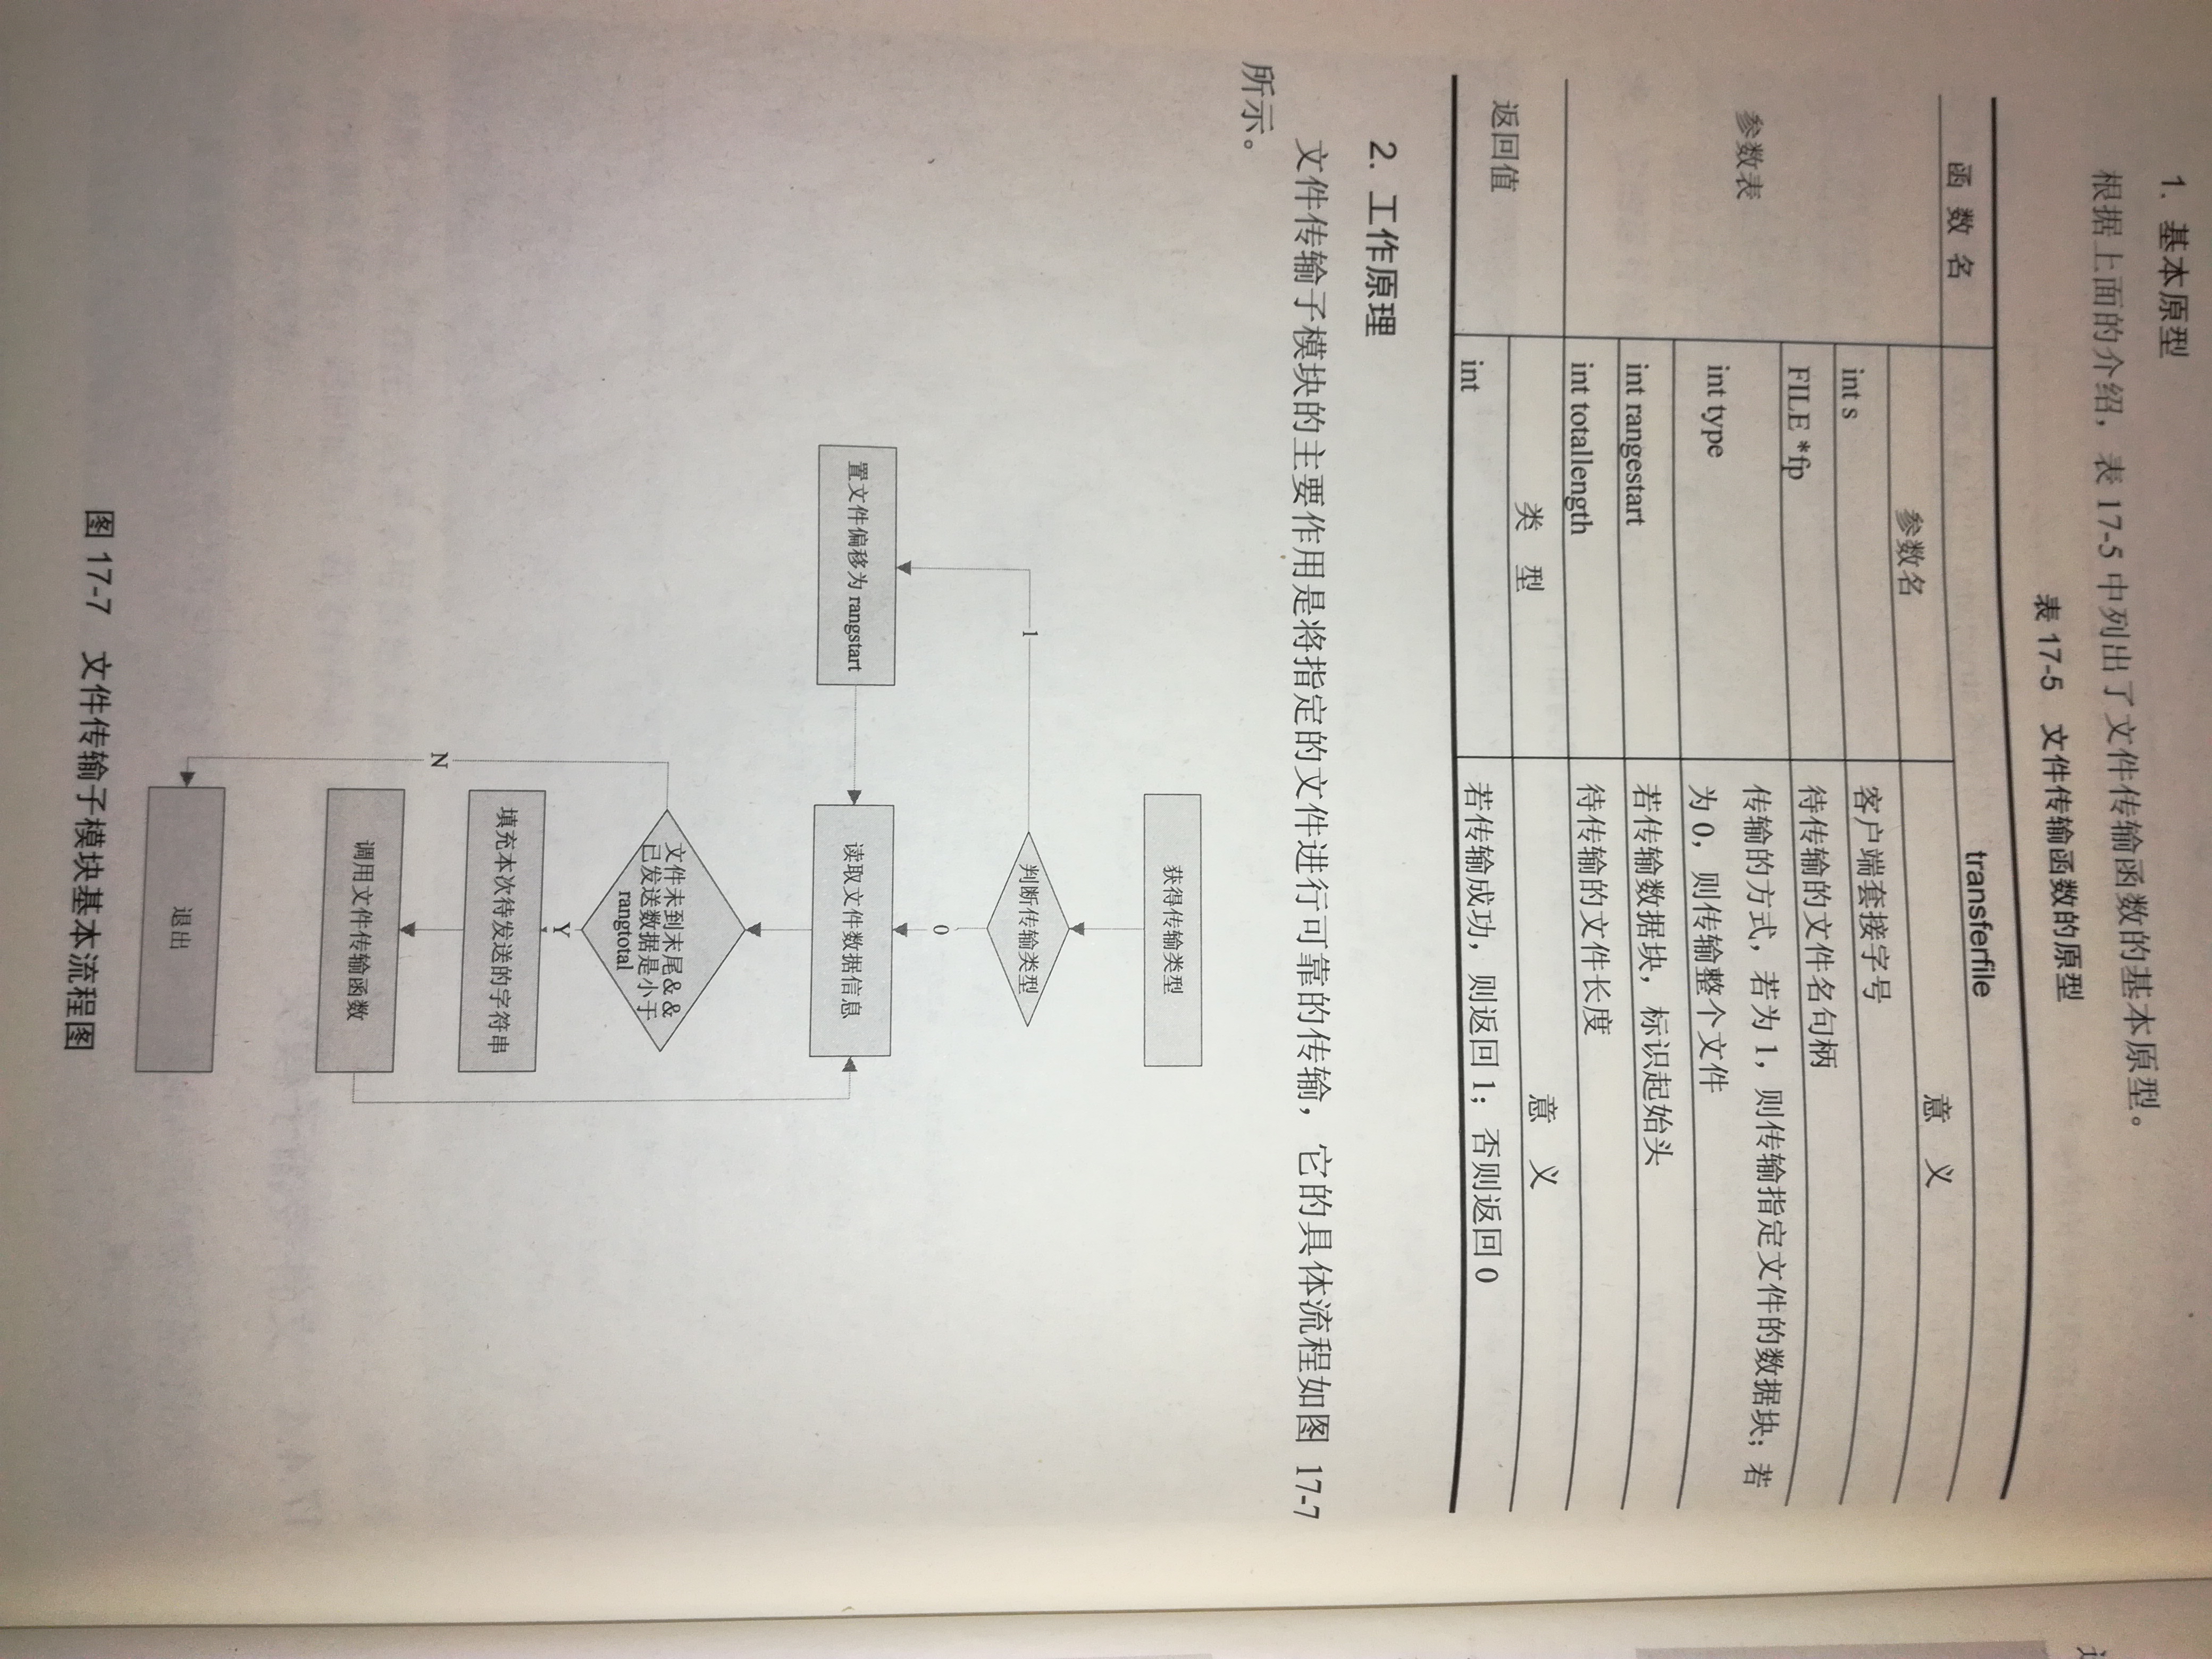 1. 基本原型
根据上面的介绍，表 17-5 中列出了文件传输函数的基本原型。
表 17-5 文件传输函数的原型
函 数 名 transferfile
参数表 参数名 意 义
int s 客户端套接字号
FILE *fp 待传输的文件名句柄
int type 传输的方式，若为 1，则传输指定文件的数据块；若
为 0，则传输整个文件
int rangestart 若传输数据块，标识起始头
int totallength 待传输的文件长度
返回值 类 型 意 义
int 若传输成功，则返回 1；否则返回 0
2. 工作原理
文件传输子模块的主要作用是将指定的文件进行可靠的传输，它的具体流程如图 17-7
所示。
获得传输类型
判断传输类型
1
0
置文件偏移为 rangstart
读取文件数据信息
文件未到末尾&&
已发送数据是小于
rangtotal
Y
N
填充本次待发送的字符串
调用文件传输函数
退出
图 17-7 文件传输子模块基本流程图